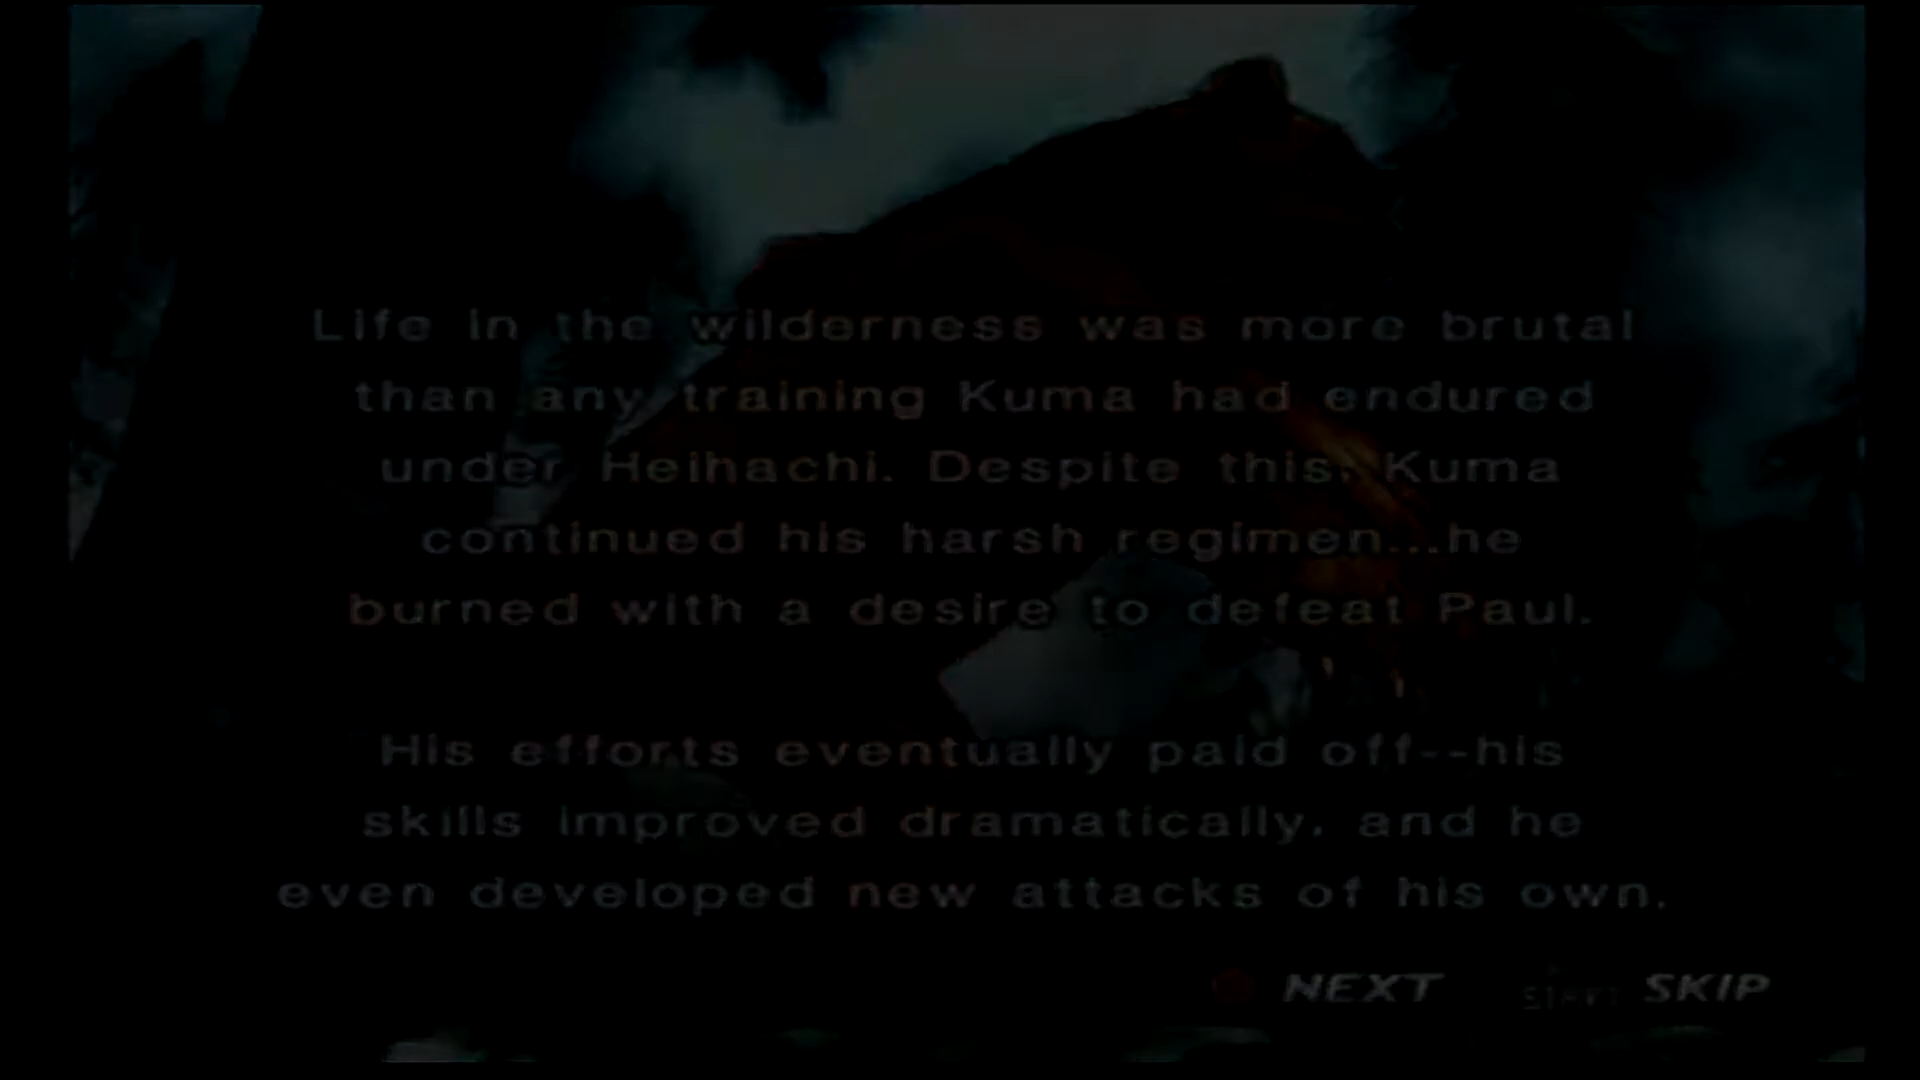 Life in the wilderness was more brutal
than any training Kuma had endured
under Heihachi. Despite this, Kuma
continued his harsh regimen...he
burned with a desire to defeat Paul.
His efforts eventually paid off--his
skills improved dramatically, and he
even developed new attacks of his own.
NEXT START SKIP